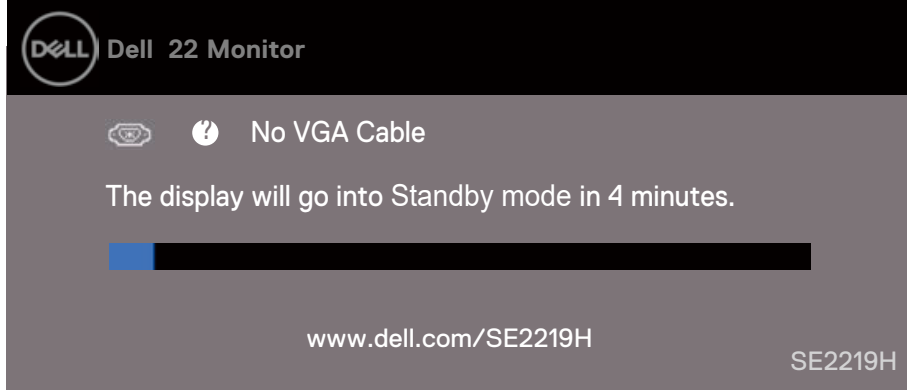 DELL Dell 22 Monitor
? No VGA Cable
The display will go into Standby mode in 4 minutes.
www.dell.com/SE2219H
SE2219H